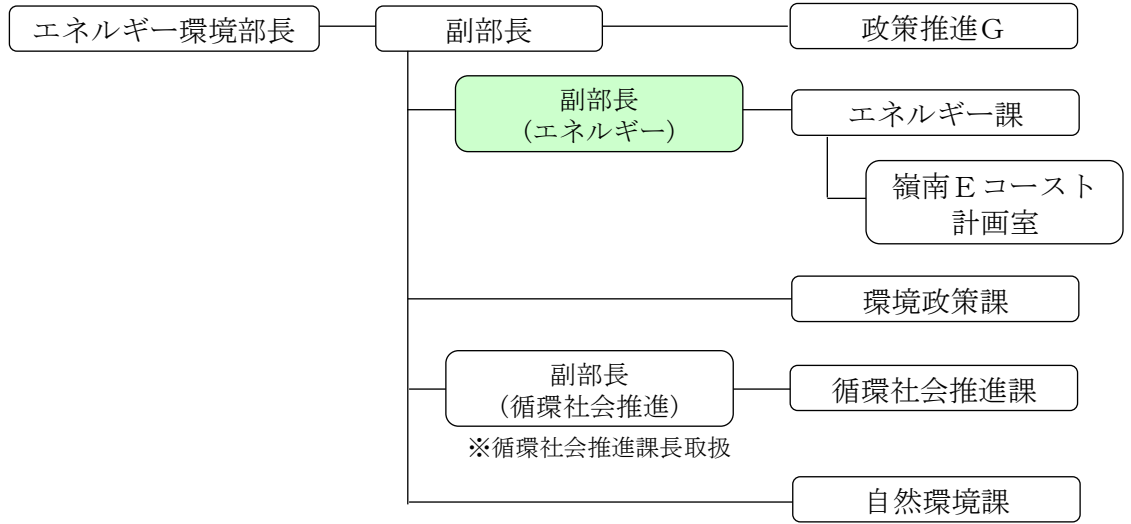 エネルギー環境部長
副部長
政策推進G
副部長
(エネルギー)
エネルギー課
嶺南Eコースト
計画室
環境政策課
副部長
(循環社会推進)
循環社会推進課
※循環社会推進課長取扱
自然環境課